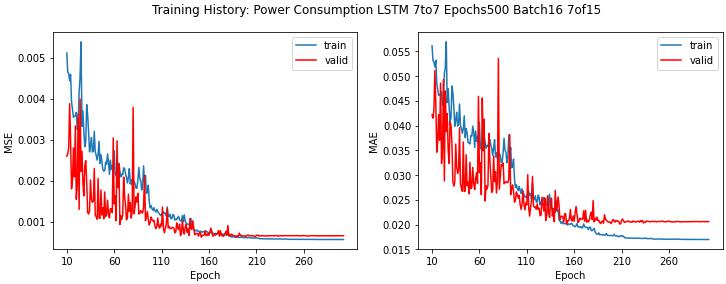 Training History: Power Consumption LSTM 7to7 Epochs500 Batch16 7of15
MSE
0.005
0.004
0.003
0.002
0.001
train
valid
10 60 110 160 210 260
Epoch
MAE
0.055
0.050
0.045
0.040
0.035
0.030
0.025
0.020
0.015
train
valid
10 60 110 160 210 260
Epoch